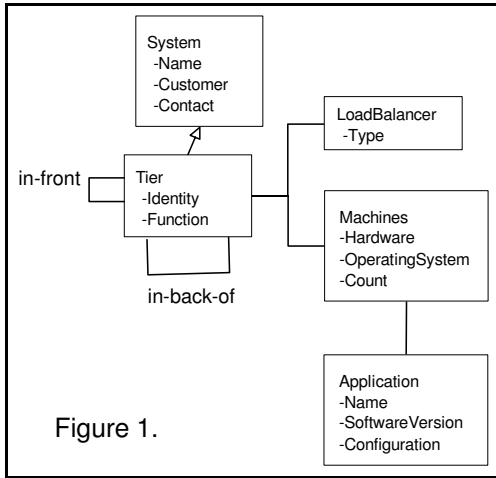 System
-Name
-Customer
-Contact
LoadBalancer
-Type
in-front
Tier
-Identity
-Function
Machines
-Hardware
-OperatingSystem
-Count
in-back-of
Application
-Name
-SoftwareVersion
-Configuration
Figure 1.